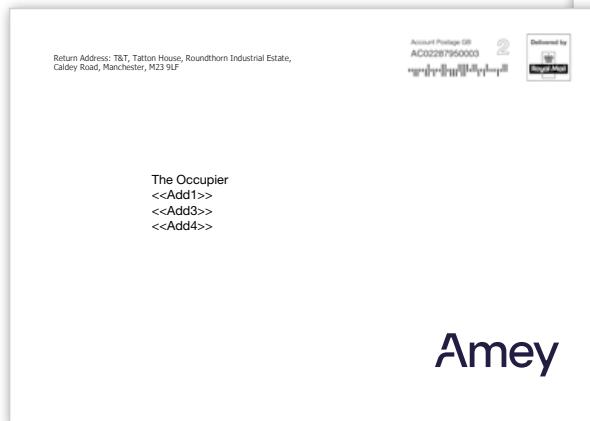 Return Address: T&T, Tatton House, Roundthorn Industrial Estate,
Caldey Road, Manchester, M23 9LF
Account Postage GB
AC02287950003
2
Delivered by
Royal Mail
The Occupier
<<Add1>>
<<Add3>>
<<Add4>>
Amey